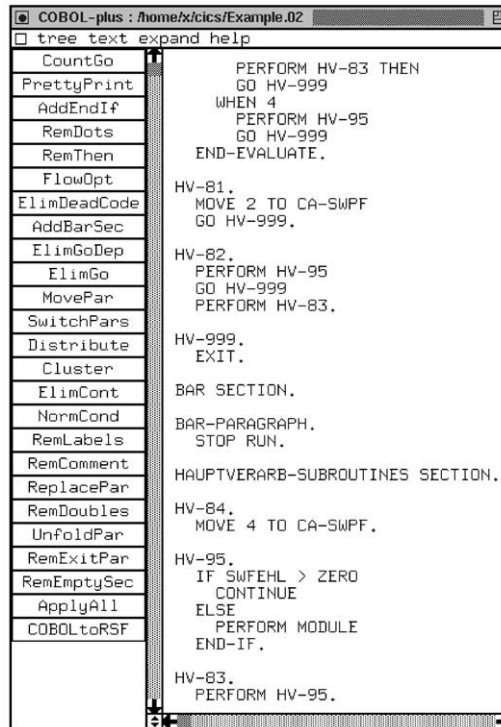 COBOL-plus : /home/x/cics/Example.02
tree text expand help
CountGo
PrettyPrint
AddEndIf
RemDots
RemThen
FlowOpt
ElimDeadCode
AddBarSec
ElimGoDep
ElimGo
MovePar
SwitchPars
Distribute
Cluster
ElimCont
NormCond
RemLabels
RemComment
ReplacePar
RemDoubles
UnfoldPar
RemExitPar
RemEmptySec
ApplyAll
COBOLtoRSF
PERFORM HV-83 THEN
GO HV-999
WHEN 4
PERFORM HV-95
GO HV-999
END-EVALUATE.
HV-81.
MOVE 2 TO CA-SWPF
GO HV-999.
HV-82.
PERFORM HV-95
GO HV-999
PERFORM HV-83.
HV-999.
EXIT.
BAR SECTION.
BAR-PARAGRAPH.
STOP RUN.
HAUPTVERARB-SUBROUTINES SECTION.
HV-84.
MOVE 4 TO CA-SWPF.
HV-95.
IF SWFEHL > ZERO
CONTINUE
ELSE
PERFORM MODULE
END-IF.
HV-83.
PERFORM HV-95.